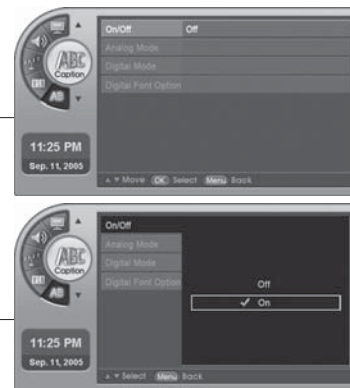 On/Off Off
Analog Mode
Digital Mode
Digital Font Option
ABC
Caption
AB
11:25 PM
Sep. 11, 2005
Move OK Select Menu Back
On/Off
Analog Mode
Digital Mode
Digital Font Option
Off
On
ABC
Caption
AB
11:25 PM
Sep. 11, 2005
Select Menu Back